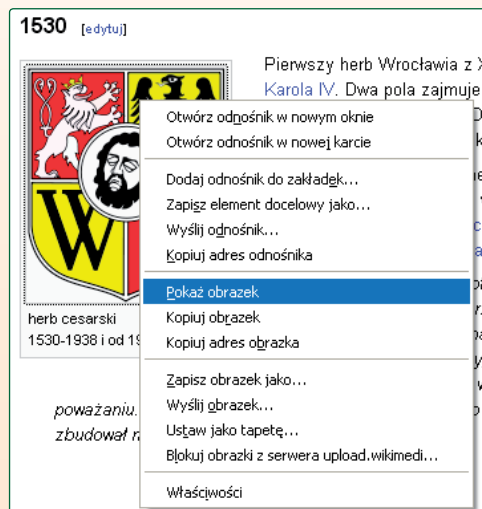 1530 [edytuj]
Pierwszy herb Wrocławia z
Karola IV. Dwa pola zajmuje
W
herb cesarski
1530-1938 i od 19
poważaniu.
zbudował
Otwórz odnośnik w nowym oknie
Otwórz odnośnik w nowej karcie
Dodaj odnośnik do zakładek...
Zapisz element docelowy jako...
Wyślij odnośnik...
Kopiuj adres odnośnika
Pokaż obrazek
Kopiuj obrazek
Kopiuj adres obrazka
Zapisz obrazek jako...
Wyślij obrazek...
Ustaw jako tapetę...
Blokuj obrazki z serwera upload.wikimedi...
Właściwości